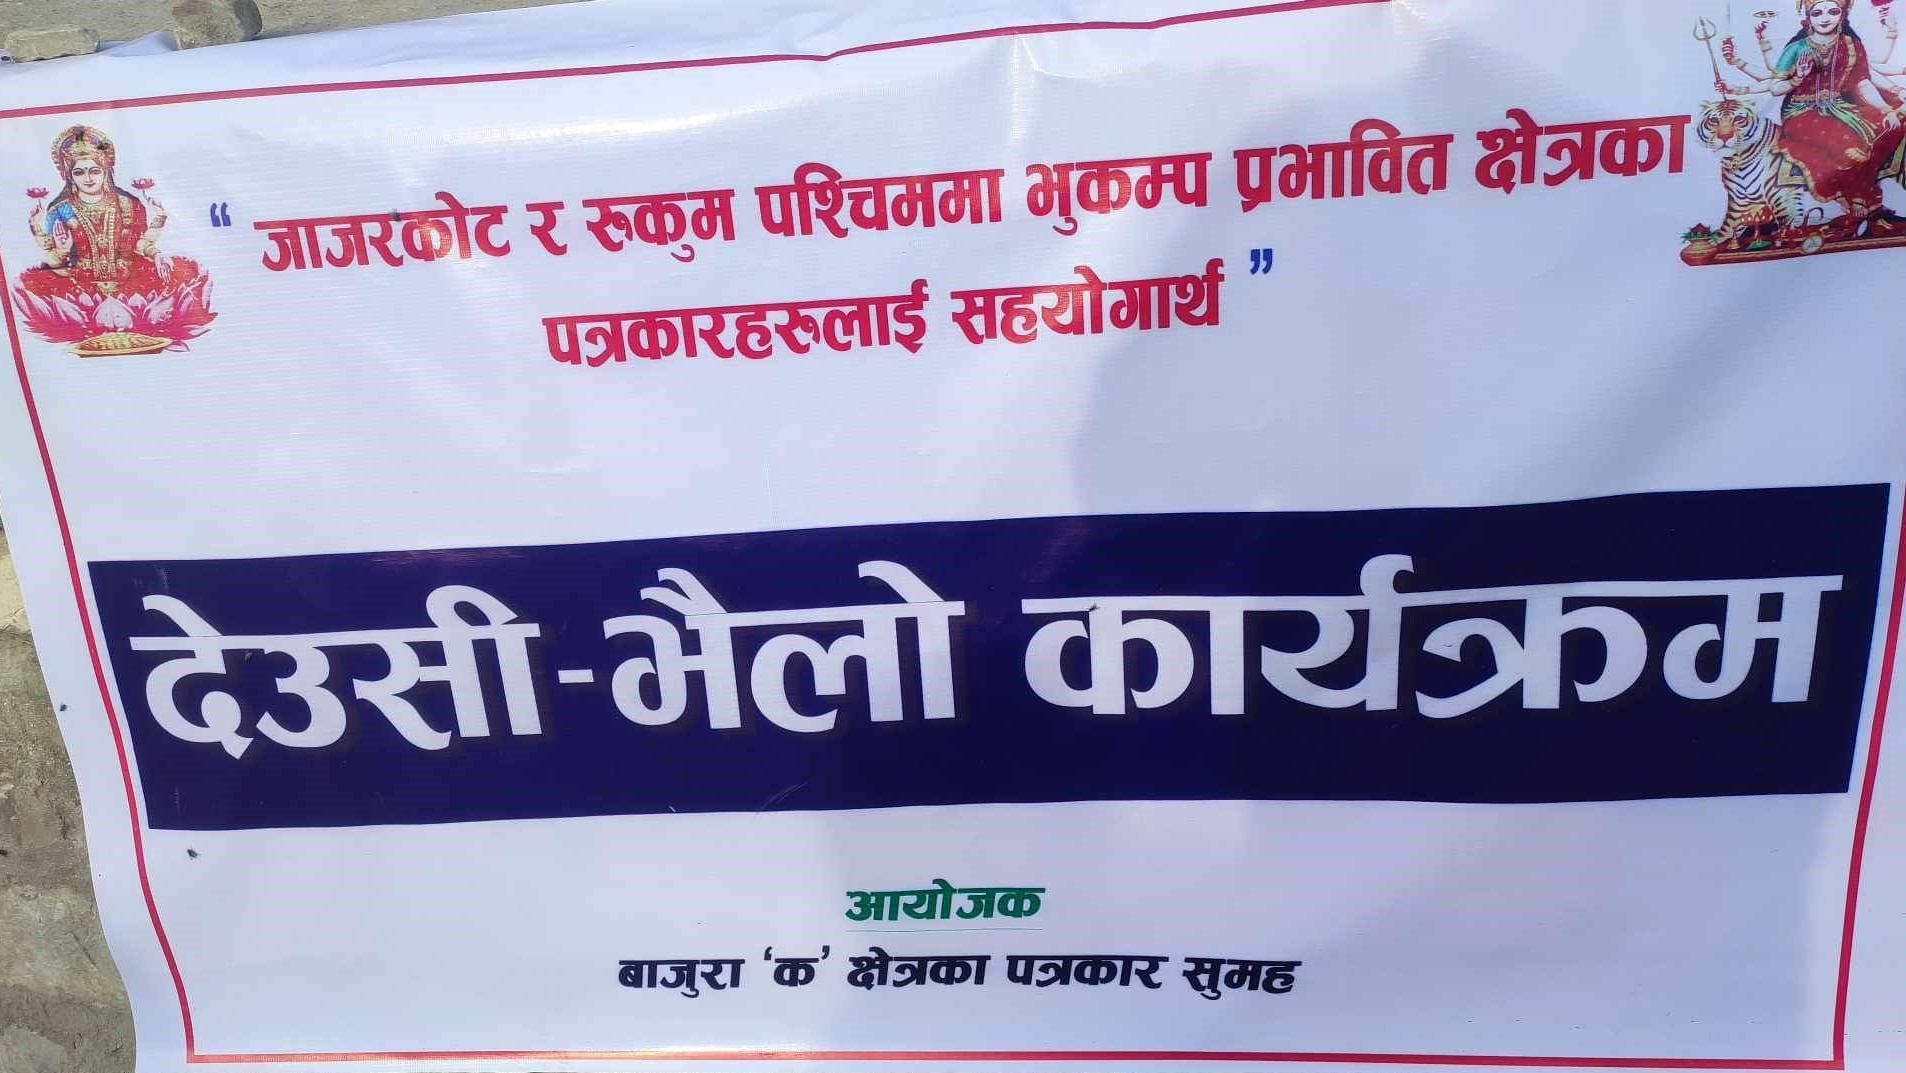 “ जाजरकोट र रुकुम पश्चिममा भुकम्प प्रभावित क्षेत्रका
पत्रकारहरुलाई सहयोगार्थ ”
देउसी-भैलो कार्यक्रम
आयोजक
बाजुरा ‘क’ क्षेत्रका पत्रकार सुमह